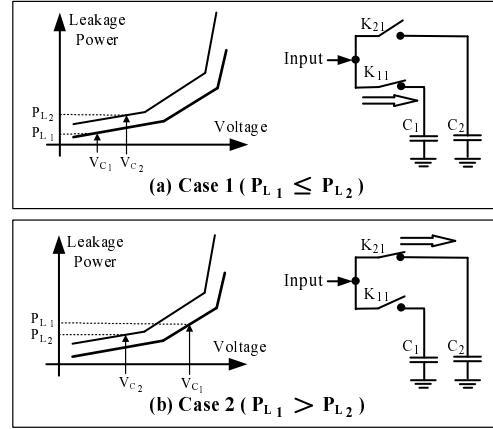 Leakage
Power
K21
Input
K11
PL2
PL1
Voltage
C1 C2
VC1 VC2
(a) Case 1 ( PL1 ≤ PL2 )
Leakage
Power
K21
Input
K11
PL1
PL2
Voltage
C1 C2
VC2 VC1
(b) Case 2 ( PL1 > PL2 )